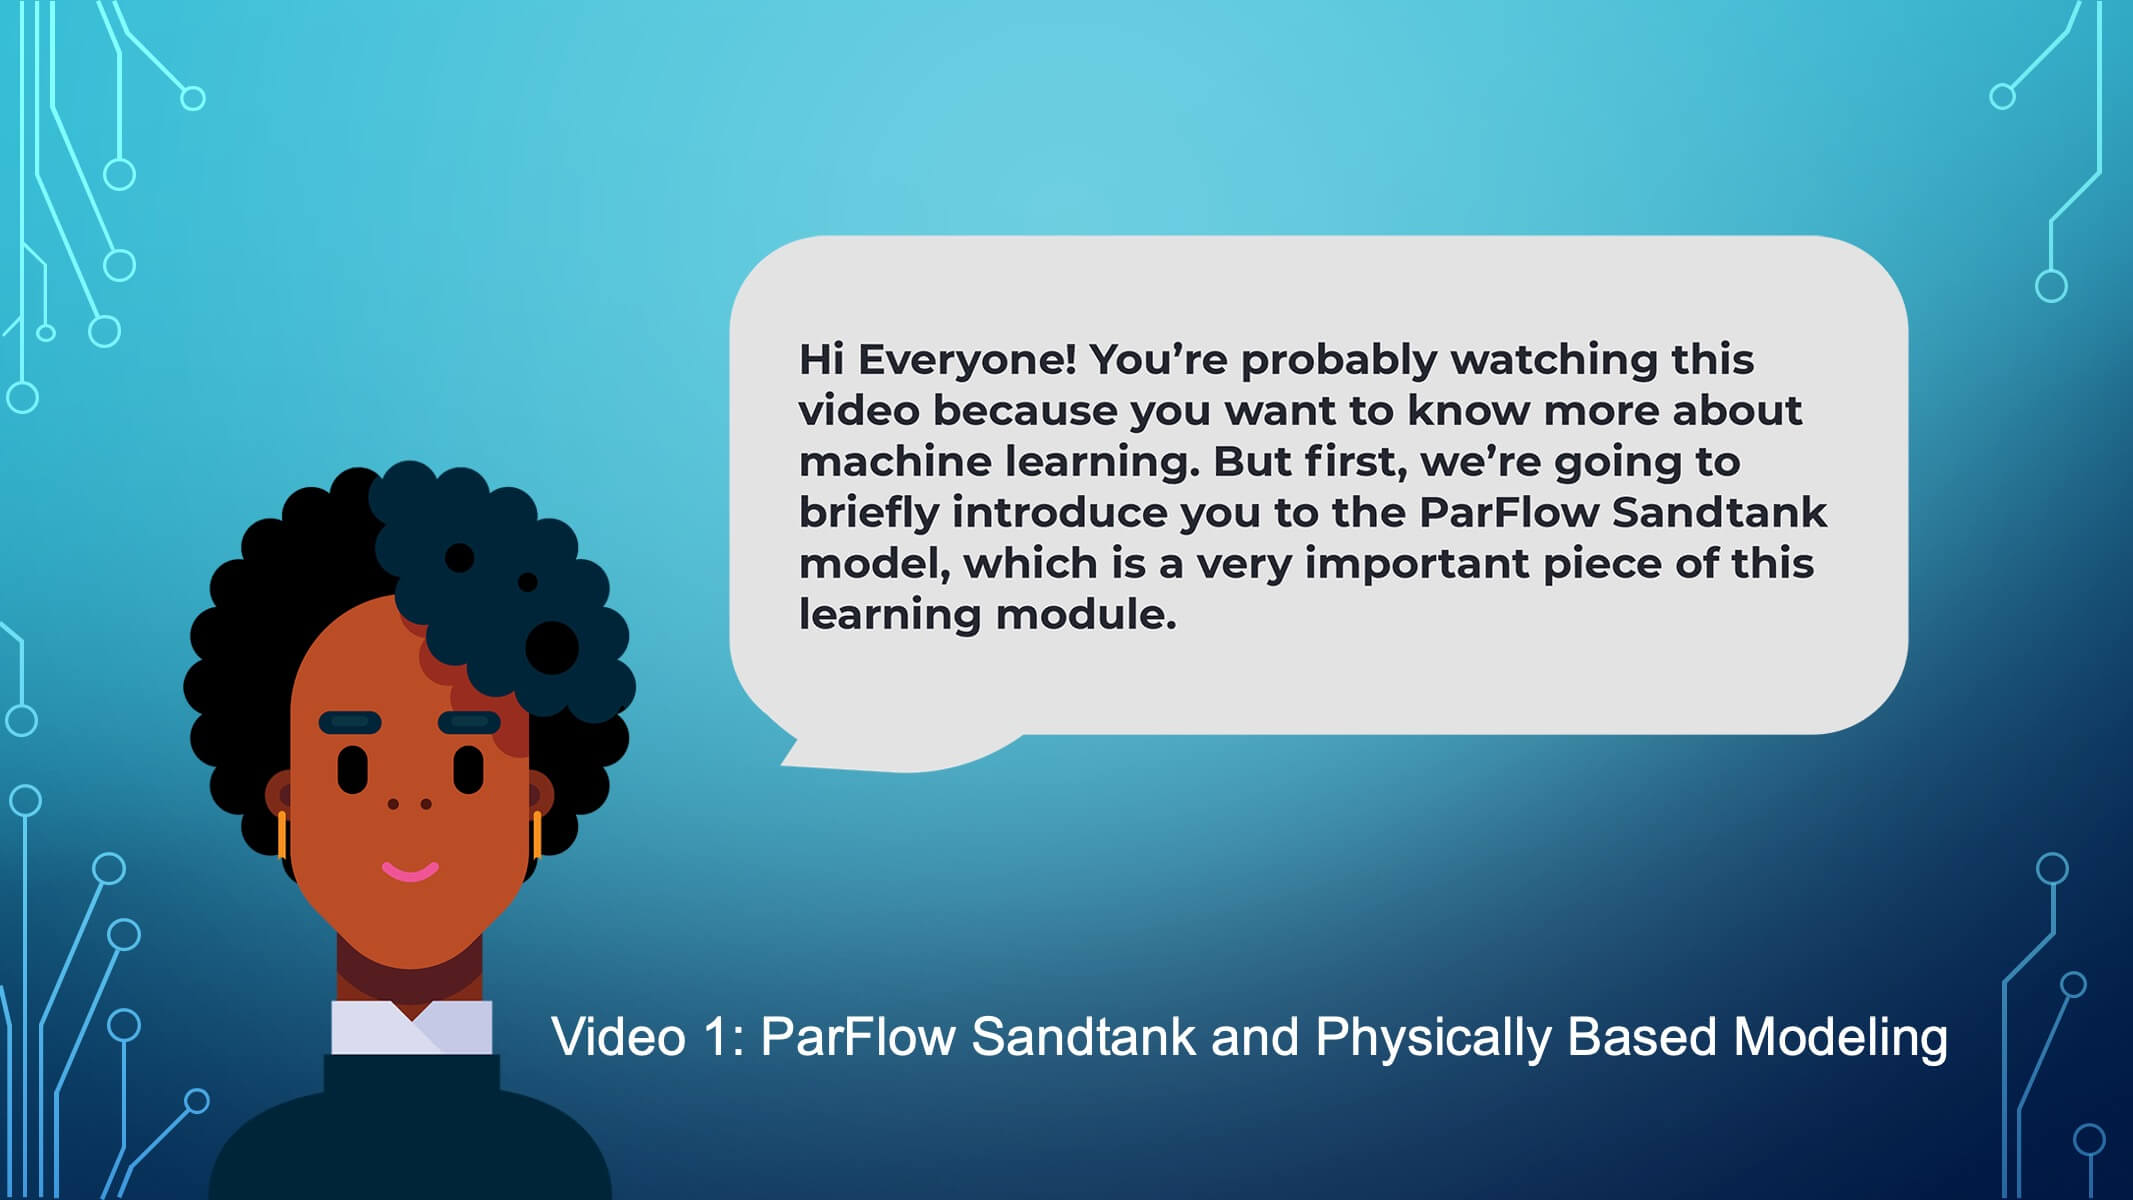 Hi Everyone! You’re probably watching this
video because you want to know more about
machine learning. But first, we’re going to
briefly introduce you to the ParFlow Sandtank
model, which is a very important piece of this
learning module.
Video 1: ParFlow Sandtank and Physically Based Modeling